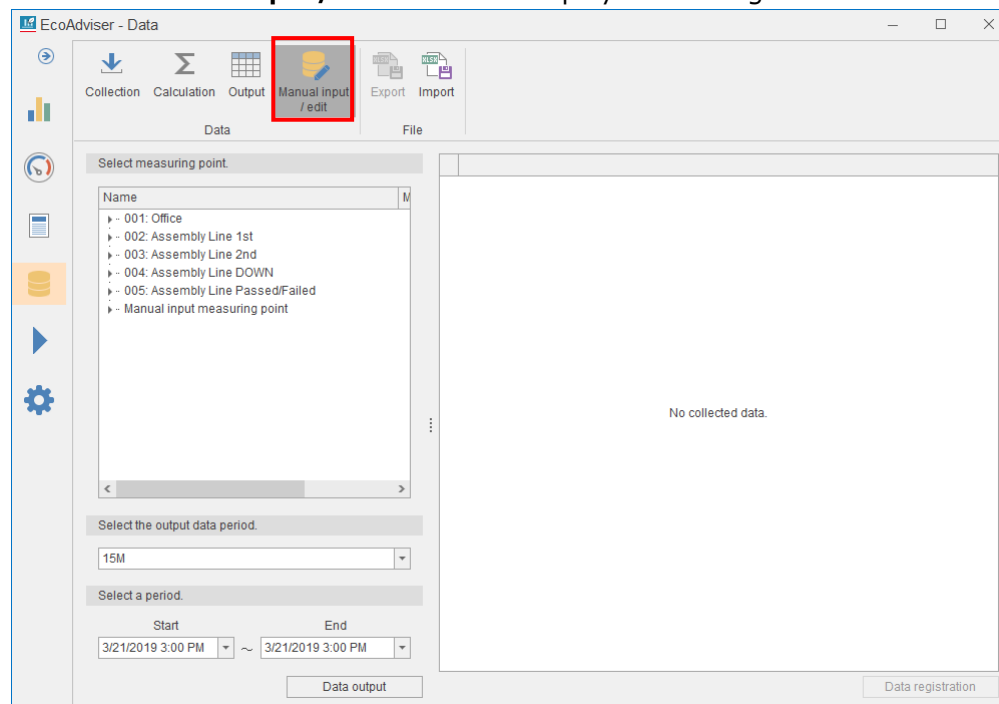 EcoAdviser - Data
Collection Calculation Output Manual input / edit Export Import
Data File
Select measuring point.
Name M
001: Office
002: Assembly Line 1st
003: Assembly Line 2nd
004: Assembly Line DOWN
005: Assembly Line Passed/Failed
Manual input measuring point
No collected data.
Select the output data period.
15M
Select a period.
Start End
3/21/2019 3:00 PM ~ 3/21/2019 3:00 PM
Data output Data registration